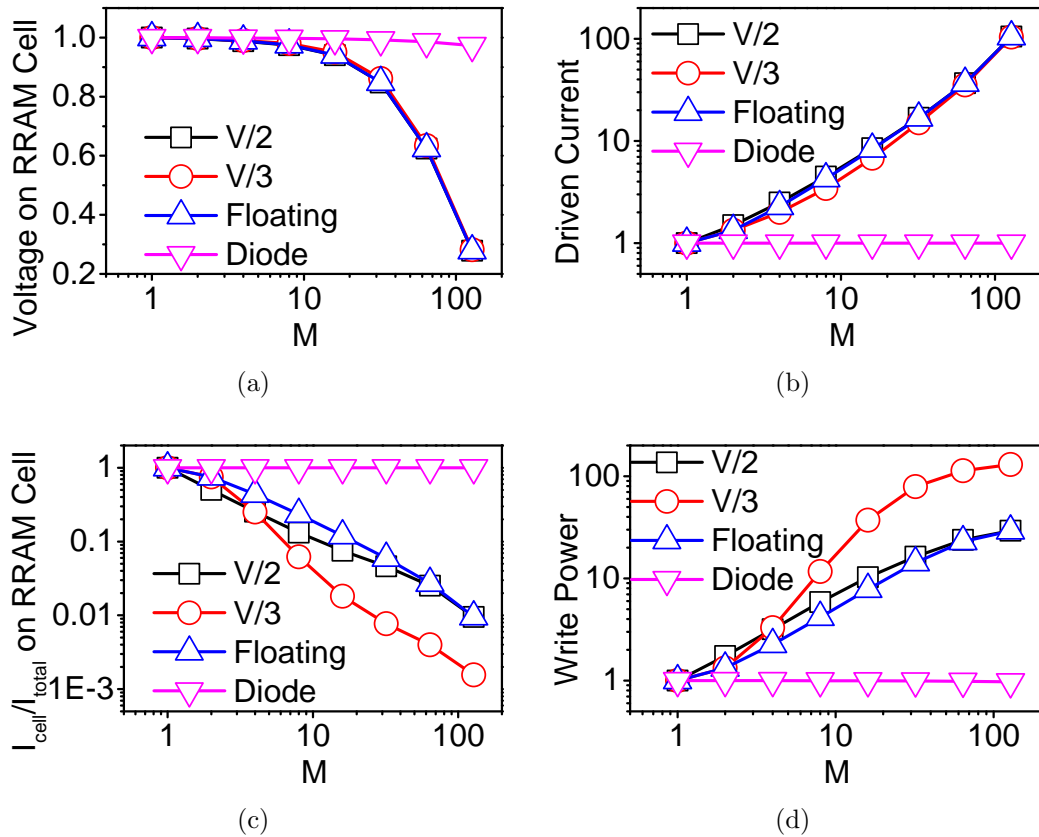 Voltage on RRAM Cell
1.0
0.8
0.6
0.4
0.2
V/2
V/3
Floating
Diode
1 10 100
M
(a)
Driven Current
100
10
1
V/2
V/3
Floating
Diode
1 10 100
M
(b)
I_cell/I_total on RRAM Cell
1
0.1
0.01
1E-3
V/2
V/3
Floating
Diode
1 10 100
M
(c)
Write Power
100
10
1
V/2
V/3
Floating
Diode
1 10 100
M
(d)